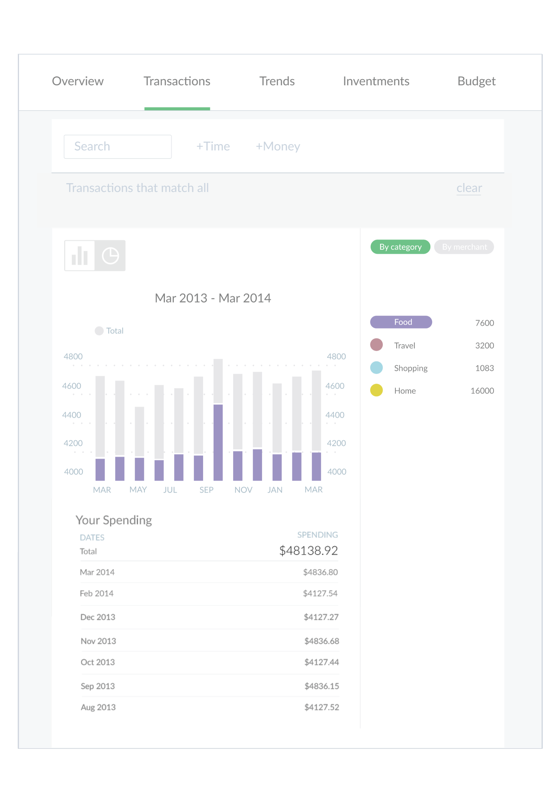 Overview Transactions Trends Inventments Budget
Search +Time +Money
Transactions that match all clear
By category By merchant
Mar 2013 - Mar 2014
Total
Food 7600
Travel 3200
Shopping 1083
Home 16000
4800 4800
4600 4600
4400 4400
4200 4200
4000 4000
MAR MAY JUL SEP NOV JAN MAR
Your Spending
DATES SPENDING
Total $48138.92
Mar 2014 $4836.80
Feb 2014 $4127.54
Dec 2013 $4127.27
Nov 2013 $4836.68
Oct 2013 $4127.44
Sep 2013 $4836.15
Aug 2013 $4127.52